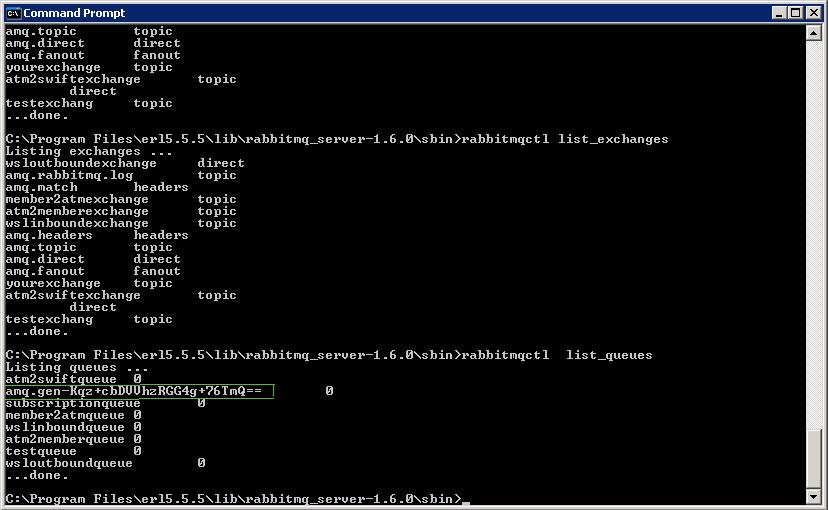 Command Prompt
amq.topic topic
amq.direct direct
amq.fanout fanout
yourexchange topic
atm2swiftexchange topic
direct
testexchang topic
...done.
C:\Program Files\erl5.5.5\lib\rabbitmq_server-1.6.0\sbin>rabbitmqctl list_exchanges
Listing exchanges ...
wsloutboundexchange direct
amq.rabbitmq.log topic
amq.match headers
member2atmexchange topic
atm2memberexchange topic
wslinboundexchange topic
amq.headers headers
amq.topic topic
amq.direct direct
amq.fanout fanout
yourexchange topic
atm2swiftexchange topic
direct
testexchang topic
...done.
C:\Program Files\erl5.5.5\lib\rabbitmq_server-1.6.0\sbin>rabbitmqctl  list_queues
Listing queues ...
atm2swiftqueue 0
amq.gen-Kqz+cbDVVhzRGG4g+76TmQ== 0
subscriptionqueue 0
member2atmqueue 0
wslinboundqueue 0
atm2memberqueue 0
testqueue 0
wsloutboundqueue 0
...done.
C:\Program Files\erl5.5.5\lib\rabbitmq_server-1.6.0\sbin>_